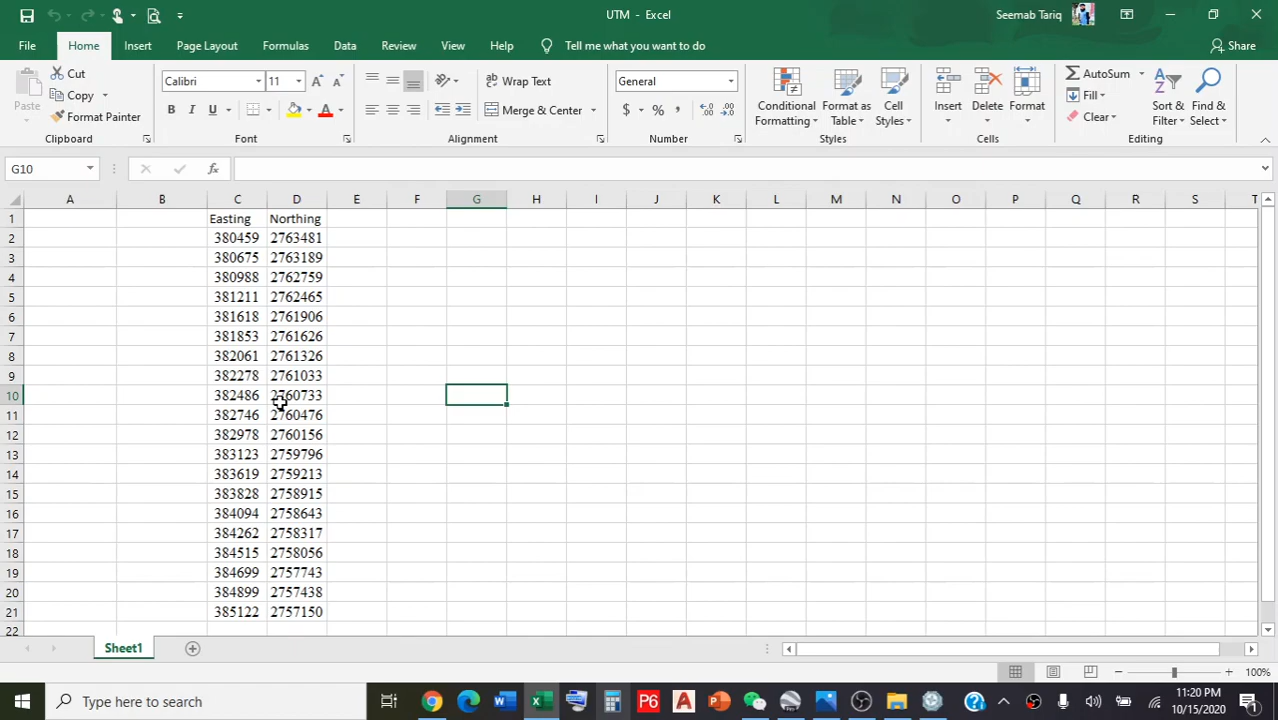 UTM - Excel
Seemab Tariq
File Home Insert Page Layout Formulas Data Review View Help Tell me what you want to do Share
Paste
Cut
Copy
Format Painter
Calibri 11
B I U
Wrap Text
Merge & Center
General
$ %
Conditional Formatting
Format as Table
Cell Styles
Insert
Delete
Format
AutoSum
Fill
Clear
Sort & Filter
Find & Select
Clipboard Font Alignment Number Styles Cells Editing
G10 fx
A B C D E F G H I J K L M N O P Q R S T
1 Easting Northing
2 380459 2763481
3 380675 2763189
4 380988 2762759
5 381211 2762465
6 381618 2761906
7 381853 2761626
8 382061 2761326
9 382278 2761033
10 382486 2760733
11 382746 2760476
12 382978 2760156
13 383123 2759796
14 383619 2759213
15 383828 2758915
16 384094 2758643
17 384262 2758317
18 384515 2758056
19 384699 2757743
20 384899 2757438
21 385122 2757150
22
Sheet1
100%
Type here to search
P6
11:20 PM
10/15/2020